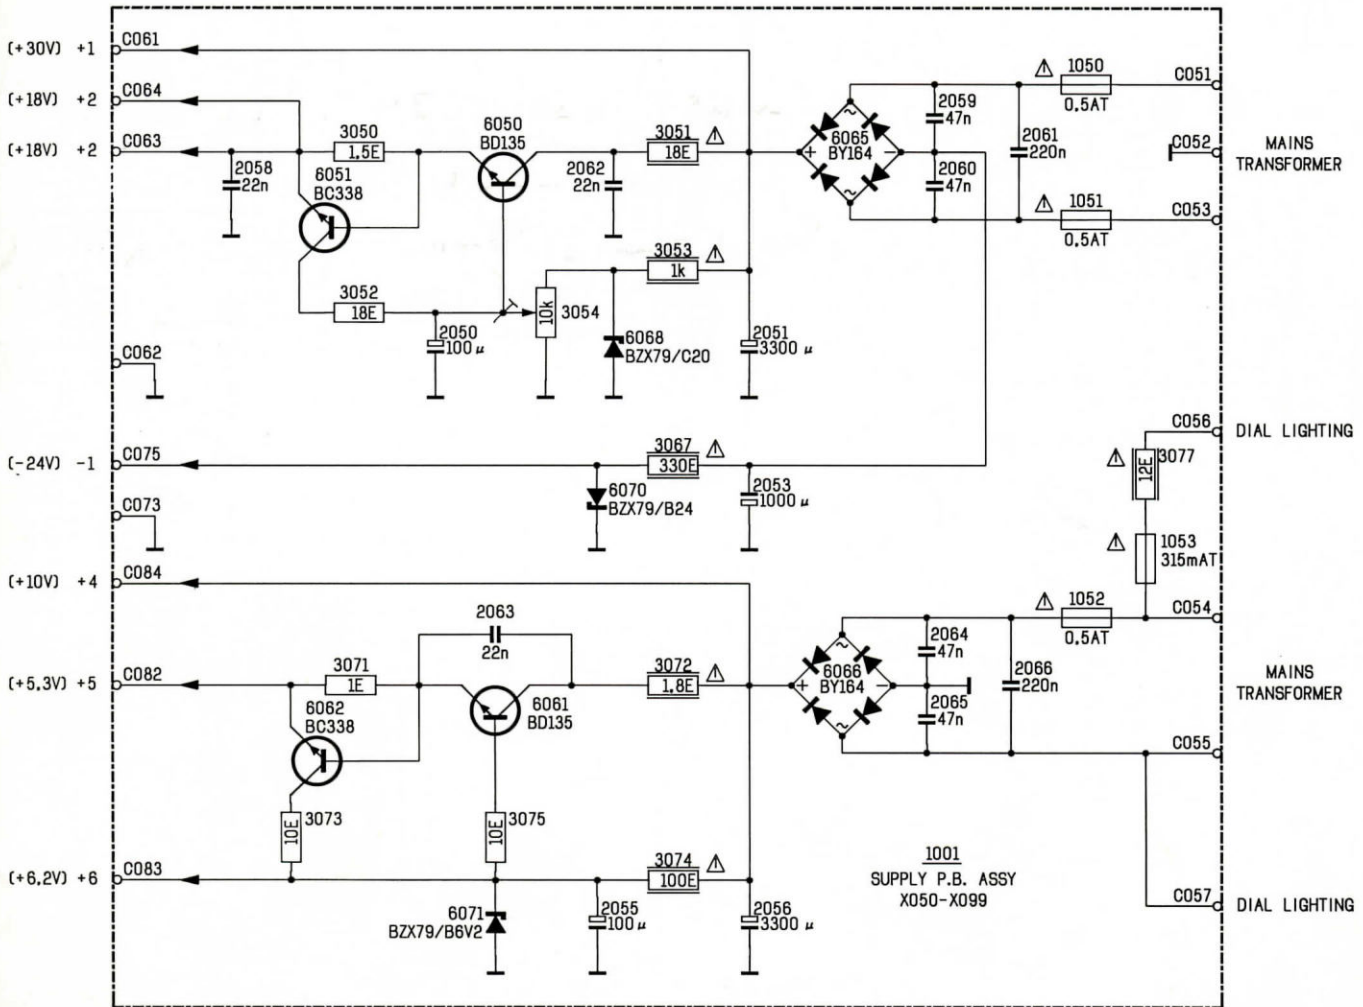 (+30V) +1 C061
(+18V) +2 C064
(+18V) +2 C063
2058
22n
3050
1,5E
6051
BC338
6050
BD135
2062
22n
3051
18E
3052
18E
2050
100 µ
10k
3054
3053
1k
6068
BZX79/C20
2051
3300 µ
+ 6065 -
BY164
~
~
2059
47n
2060
47n
2061
220n
1050
0.5AT
1051
0.5AT
C051
C052
C053
MAINS
TRANSFORMER
C062
(-24V) -1 C075
C073
3067
330E
6070
BZX79/B24
2053
1000 µ
C056 DIAL LIGHTING
12E
3077
1053
315mAT
(+10V) +4 C084
2063
22n
(+5,3V) +5 C082
3071
1E
6062
BC338
6061
BD135
3072
1,8E
10E
3073
10E
3075
~
+ 6066 -
BY164
~
2064
47n
2065
47n
2066
220n
1052
0.5AT
C054
C055
MAINS
TRANSFORMER
(+6,2V) +6 C083
3074
100E
6071
BZX79/B6V2
2055
100 µ
2056
3300 µ
1001
SUPPLY P.B. ASSY
X050-X099
C057 DIAL LIGHTING